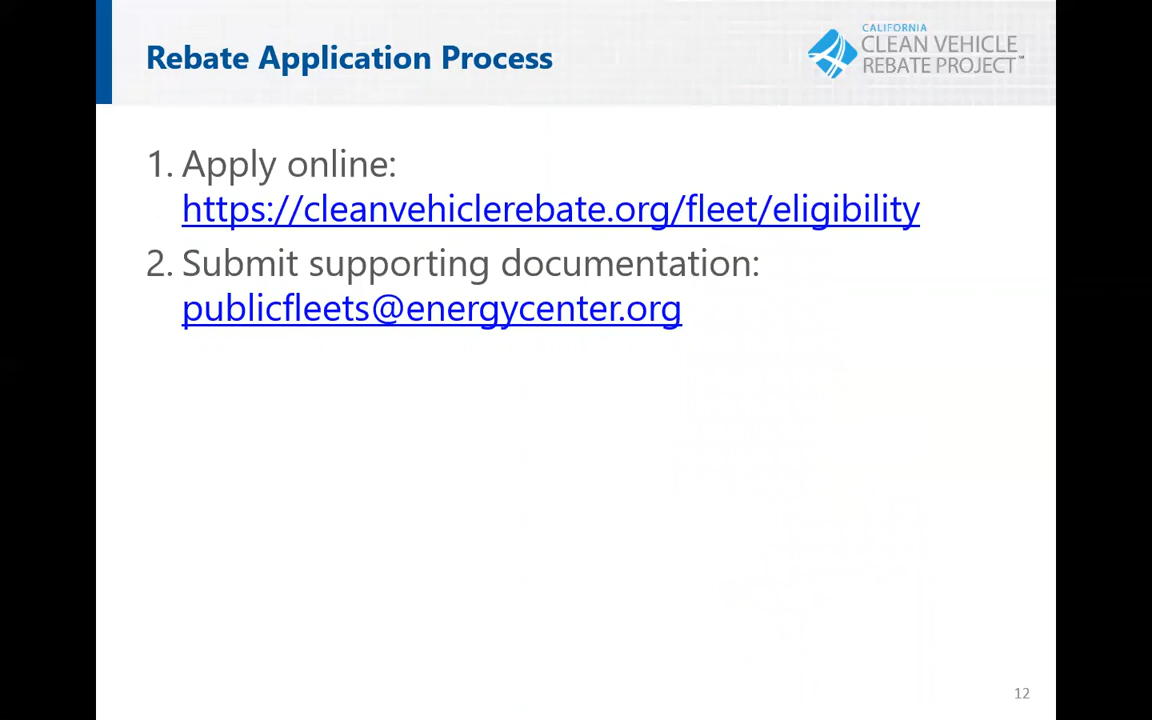 Rebate Application Process
CALIFORNIA
CLEAN VEHICLE
REBATE PROJECT™
1. Apply online:
https://cleanvehiclerebate.org/fleet/eligibility
2. Submit supporting documentation:
publicfleets@energycenter.org
12